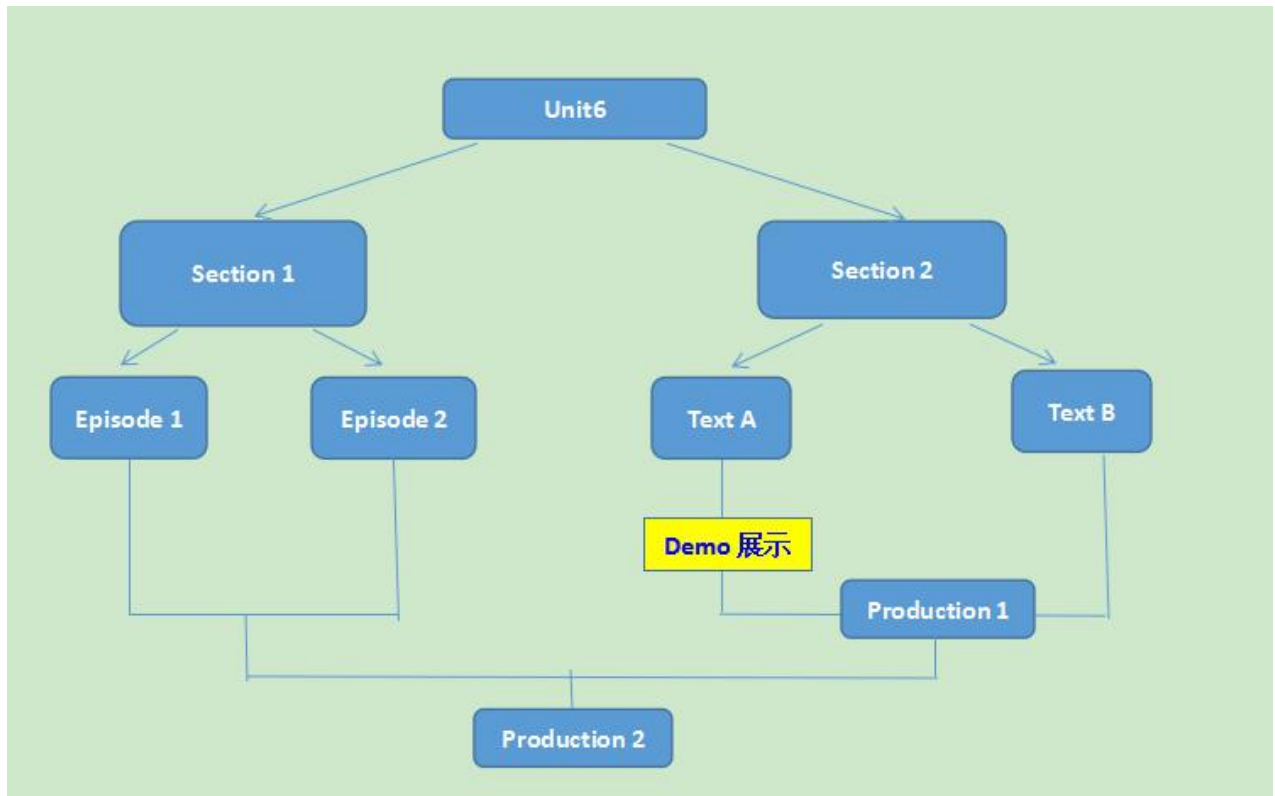 Unit6
Section 1
Section 2
Episode 1
Episode 2
Text A
Text B
Demo 展示
Production 1
Production 2